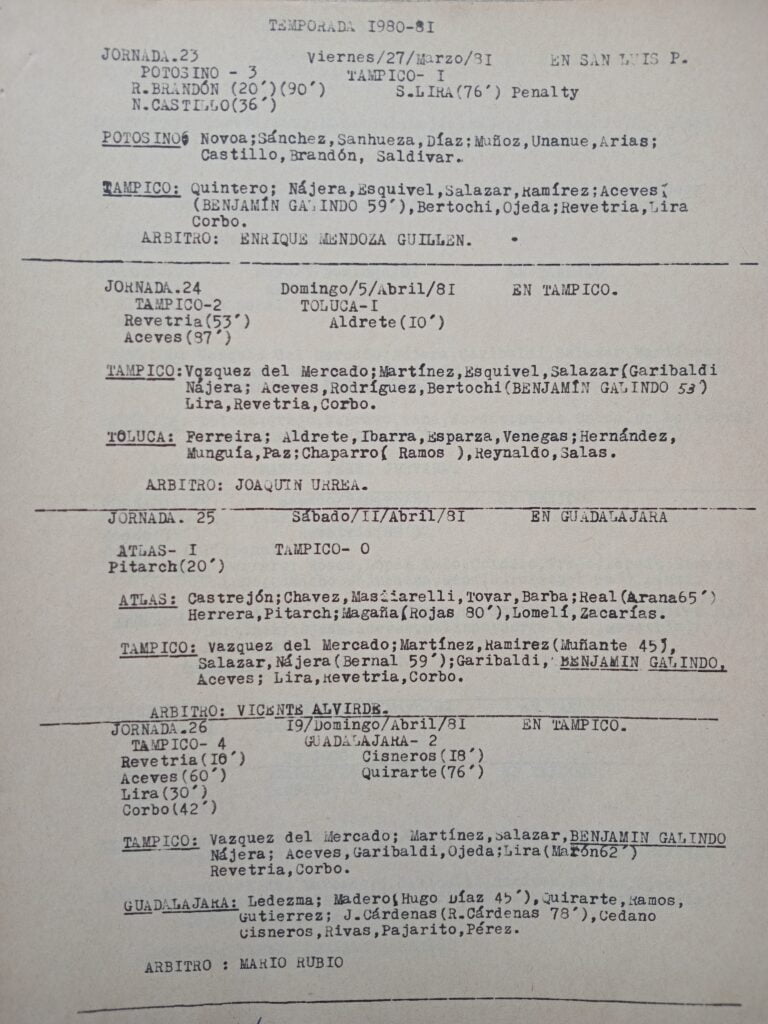 TEMPORADA I980-8I
JORNADA.23 Viernes/27/Marzo/8I EN SAN LUIS P.
POTOSINO - 3 TAMPICO- I
R.BRANDÓN (20´)(90´) S.LIRA(76´) Penalty
N.CASTILLO(36´)
POTOSINO: Novoa;Sánchez,Sanhueza,Díaz;Muñoz,Unanue,Arias;
Castillo,Brandón, Saldivar.
TAMPICO: Quintero; Nájera,Esquivel,Salazar,Ramírez;Aceves(
(BENJAMÍN GALINDO 59´),Bertochi,Ojeda;Revetria,Lira
Corbo.
ARBITRO: ENRIQUE MENDOZA GUILLEN.
JORNADA.24 Domingo/5/Abril/8I EN TAMPICO.
TAMPICO-2 TOLUCA-I
Revetria(53´) Aldrete(I0´)
Aceves(87´)
TAMPICO:Vazquez del Mercado;Martínez,Esquivel,Salazar(Garibaldi
Nájera; Aceves,Rodríguez,Bertochi(BENJAMÍN GALINDO 53´)
Lira,Revetria,Corbo.
TOLUCA: Ferreira; Aldrete,Ibarra,Esparza,Venegas;Hernández,
Munguía,Paz;Chaparro( Ramos ),Reynaldo,Salas.
ARBITRO: JOAQUIN URREA.
JORNADA. 25 Sábado/II/Abril/8I EN GUADALAJARA
ATLAS- I TAMPICO- 0
Pitarch(20´)
ATLAS: Castrejón;Chavez,Masciarelli,Tovar,Barba;Real(Arana65´)
Herrera,Pitarch;Magaña(Rojas 80´),Lomelí,Zacarías.
TAMPICO: Vazquez del Mercado;Martínez,Ramirez(Muñante 45),
Salazar,Nájera(Bernal 59´);Garibaldi, BENJAMIN GALINDO,
Aceves; Lira,Revetria,Corbo.
ARBITRO: VICENTE ALVIRDE.
JORNADA.26 I9/Domingo/Abril/8I EN TAMPICO.
TAMPICO- 4 GUADALAJARA- 2
Revetria(I0´) Cisneros(I8´)
Aceves(60´) Quirarte(76´)
Lira(30´)
Corbo(42´)
TAMPICO: Vazquez del Mercado; Martínez,Salazar,BENJAMIN GALINDO
Nájera; Aceves,Garibaldi,Ojeda;Lira(Marón62´)
Revetria,Corbo.
GUADALAJARA: Ledezma; Madero(Hugo Díaz 45´),Quirarte,Ramos,
Gutierrez; J.Cárdenas(R.Cárdenas 78´),Cedano
Cisneros,Rivas,Pajarito,Pérez.
ARBITRO : MARIO RUBIO